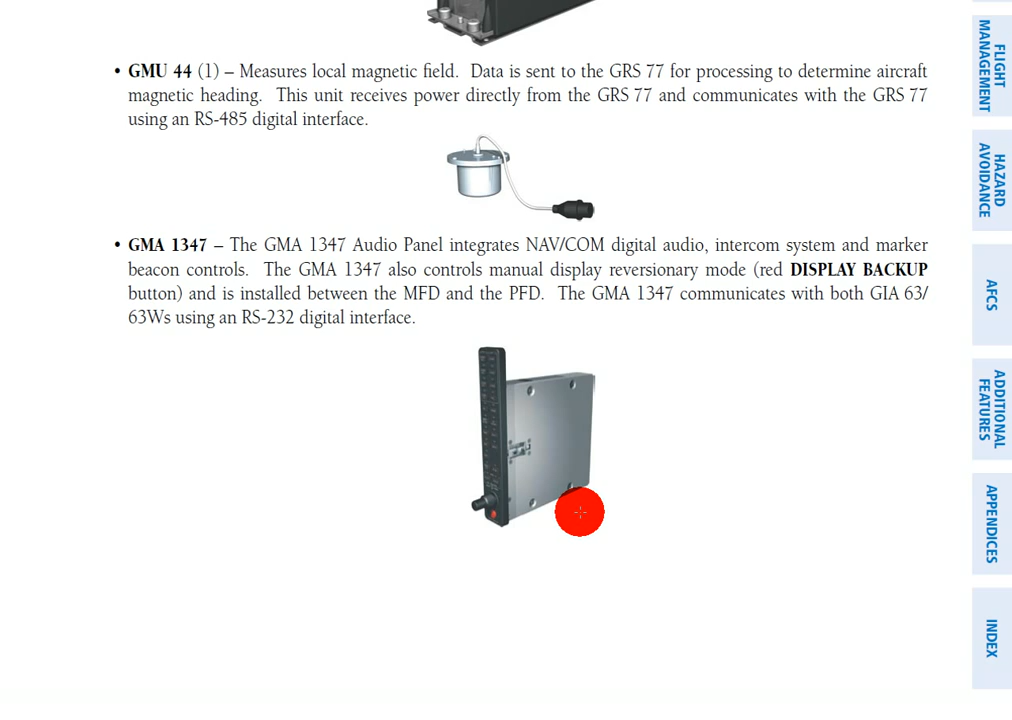 • GMU 44 (1) – Measures local magnetic field. Data is sent to the GRS 77 for processing to determine aircraft
magnetic heading. This unit receives power directly from the GRS 77 and communicates with the GRS 77
using an RS-485 digital interface.
• GMA 1347 – The GMA 1347 Audio Panel integrates NAV/COM digital audio, intercom system and marker
beacon controls. The GMA 1347 also controls manual display reversionary mode (red DISPLAY BACKUP
button) and is installed between the MFD and the PFD. The GMA 1347 communicates with both GIA 63/
63Ws using an RS-232 digital interface.
FLIGHT
MANAGEMENT
HAZARD
AVOIDANCE
AFCS
ADDITIONAL
FEATURES
APPENDICES
INDEX